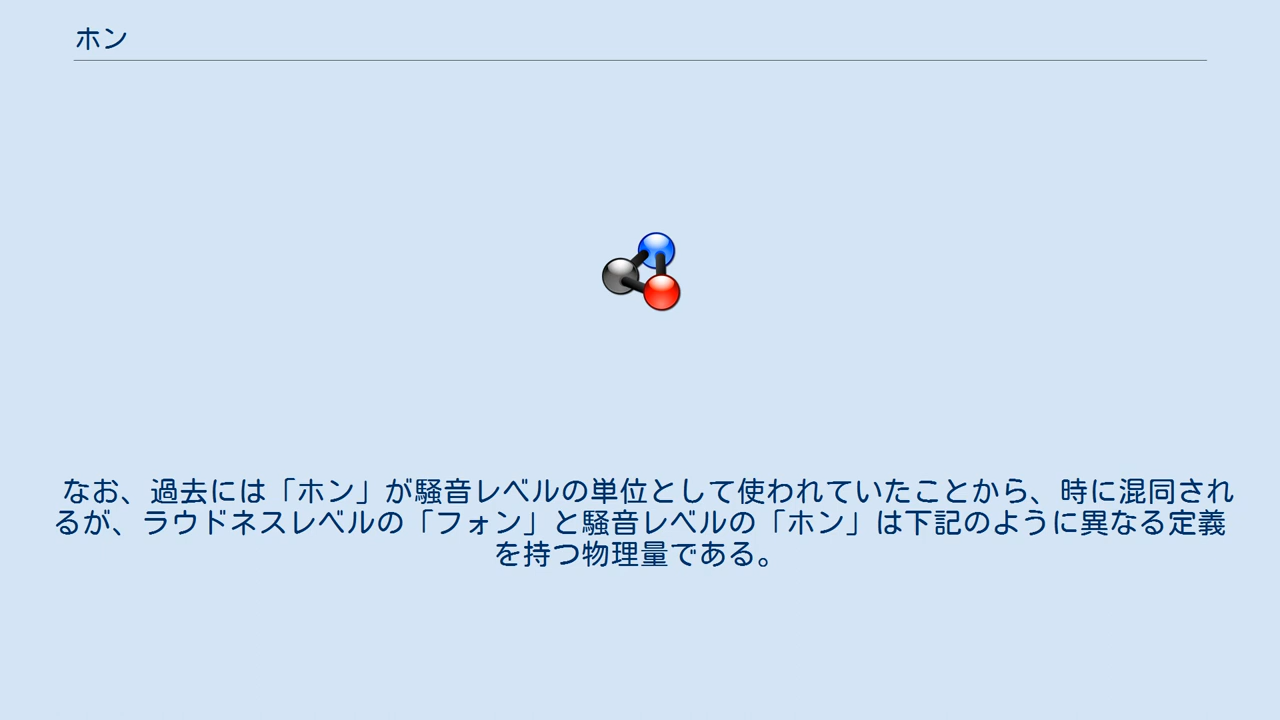 ホン
なお、過去には「ホン」が騒音レベルの単位として使われていたことから、時に混同され
るが、ラウドネスレベルの「フォン」と騒音レベルの「ホン」は下記のように異なる定義
を持つ物理量である。